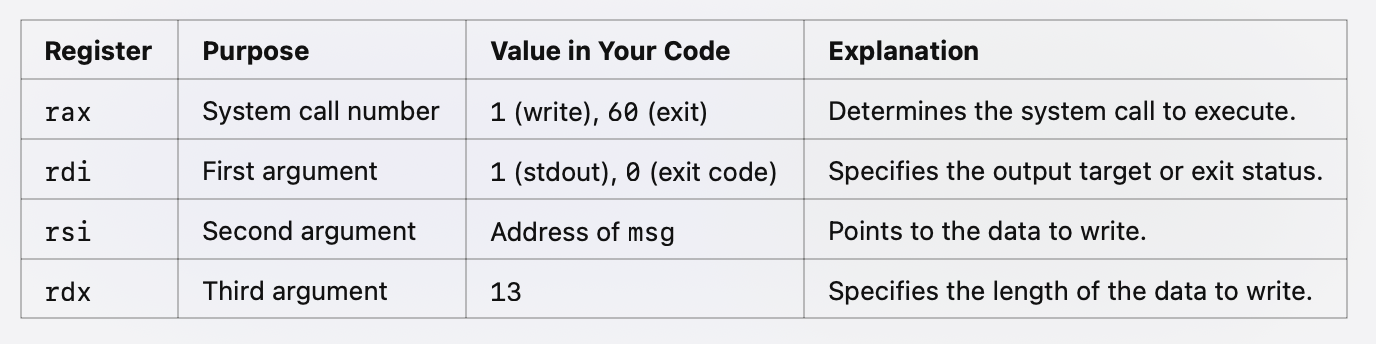 Register Purpose Value in Your Code Explanation
rax System call number 1 (write), 60 (exit) Determines the system call to execute.
rdi First argument 1 (stdout), 0 (exit code) Specifies the output target or exit status.
rsi Second argument Address of msg Points to the data to write.
rdx Third argument 13 Specifies the length of the data to write.